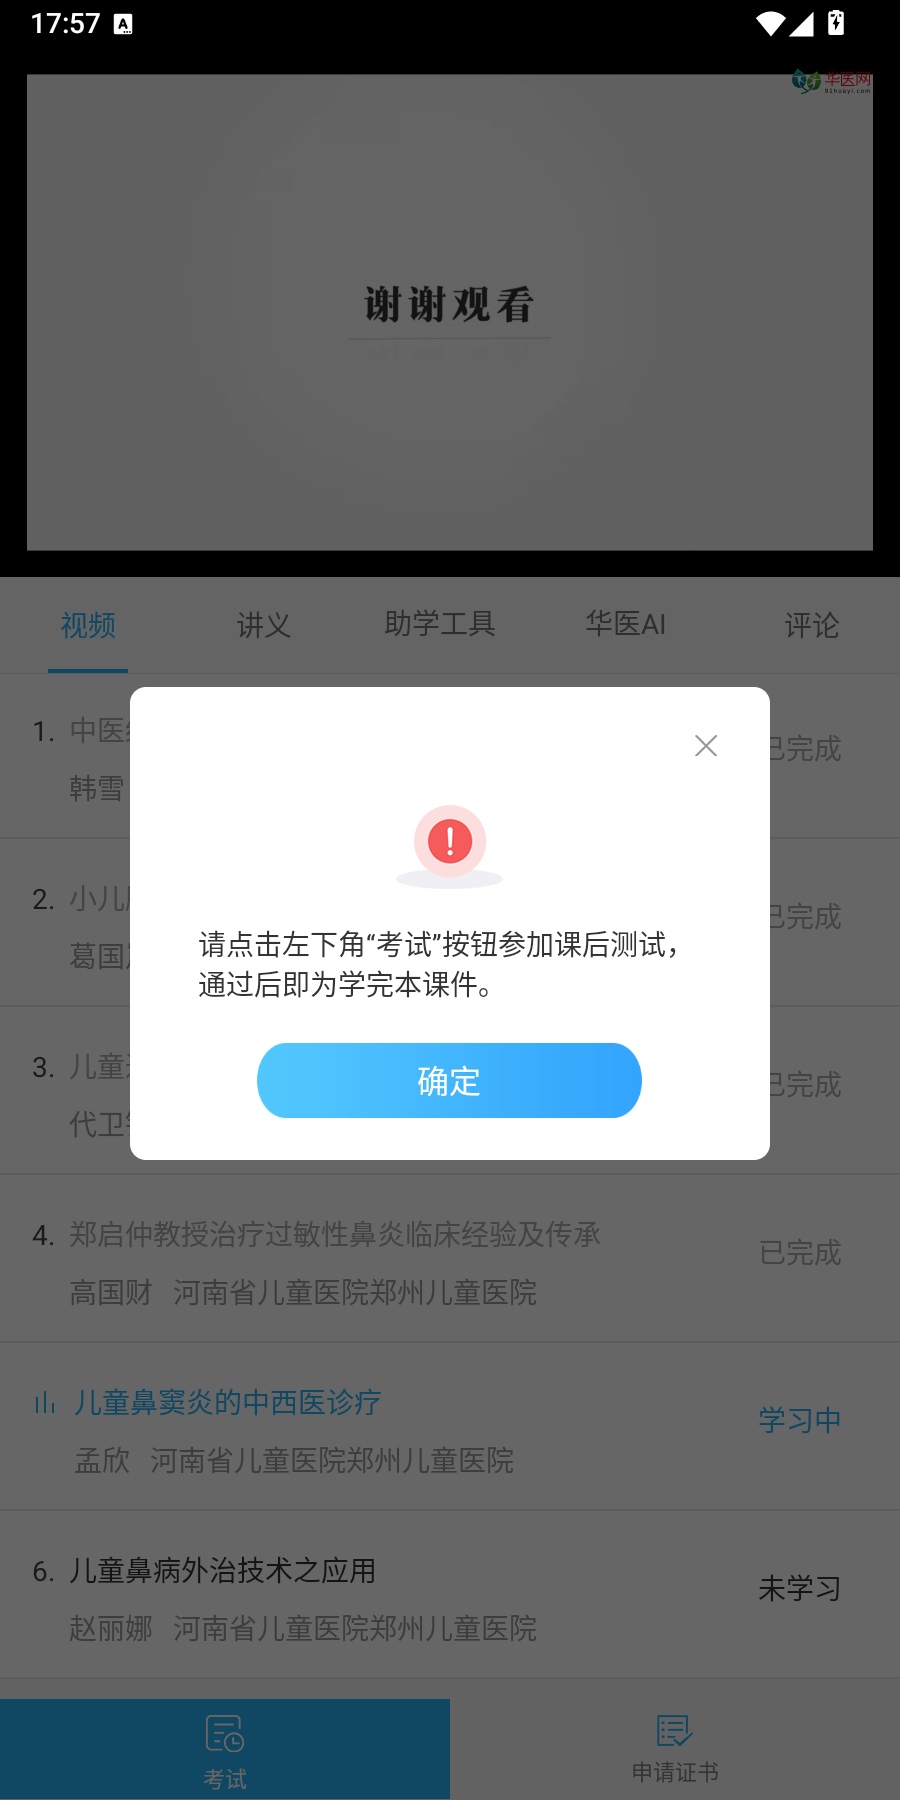 17:57
华医网
91huayi.com
谢谢观看
视频 讲义 助学工具 华医AI 评论
1. 中医 已完成
韩雪
2. 小儿 已完成
葛国
3. 儿童 已完成
代卫
请点击左下角“考试”按钮参加课后测试，
通过后即为学完本课件。
确定
4. 郑启仲教授治疗过敏性鼻炎临床经验及传承
已完成
高国财 河南省儿童医院郑州儿童医院
儿童鼻窦炎的中西医诊疗
学习中
孟欣 河南省儿童医院郑州儿童医院
6. 儿童鼻病外治技术之应用
未学习
赵丽娜 河南省儿童医院郑州儿童医院
考试 申请证书